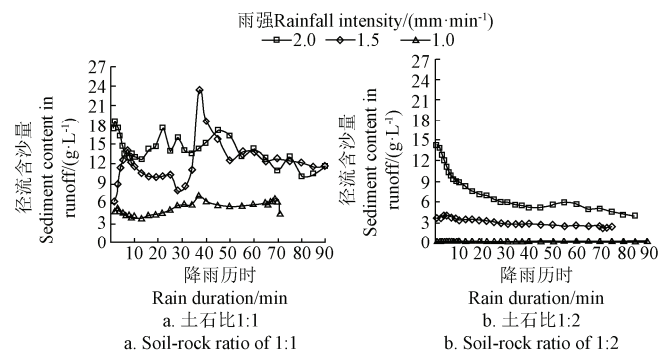 雨强Rainfall intensity/(mm·min⁻¹)
2.0 1.5 1.0
径流含沙量
Sediment content in
runoff/(g·L⁻¹)
27
24
21
18
15
12
9
6
3
0
10 20 30 40 50 60 70 80 90
降雨历时
Rain duration/min
a. 土石比1:1
a. Soil-rock ratio of 1:1
径流含沙量
Sediment content in
runoff/(g·L⁻¹)
27
24
21
18
15
12
9
6
3
0
10 20 30 40 50 60 70 80 90
降雨历时
Rain duration/min
b. 土石比1:2
b. Soil-rock ratio of 1:2